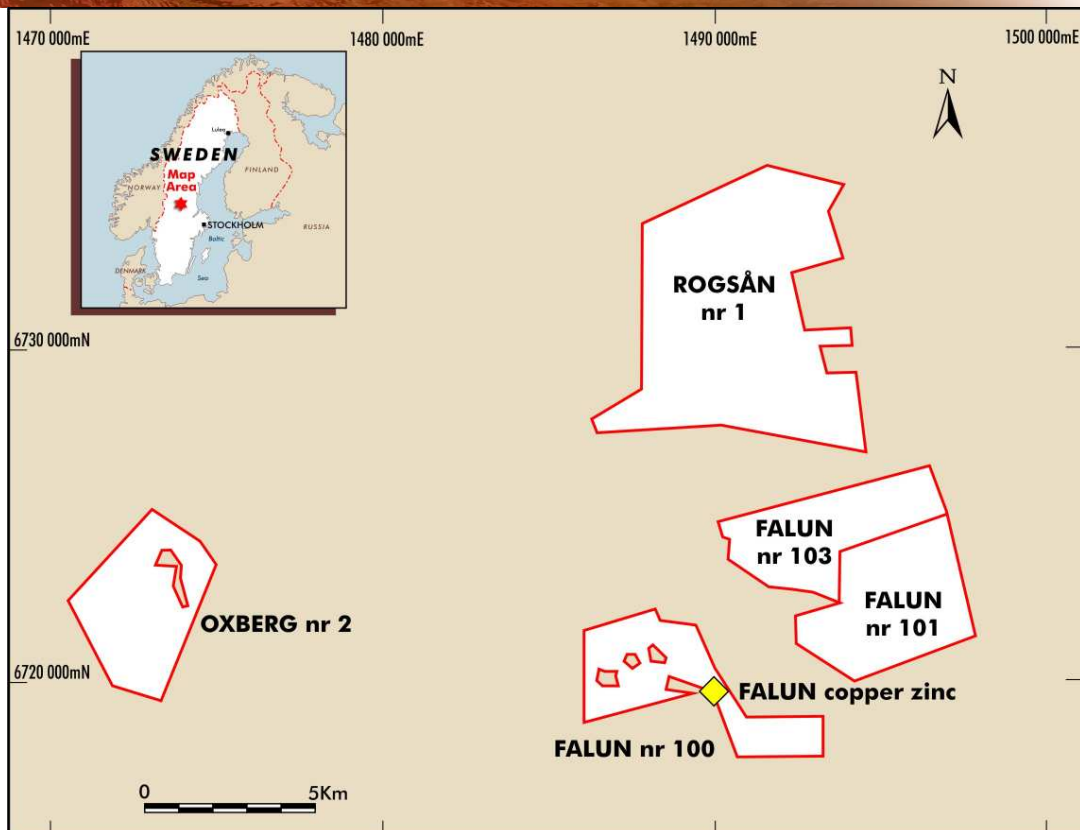 1470 000mE
1480 000mE
1490 000mE
1500 000mE
N
Luleå
SWEDEN
FINLAND
NORWAY
Map
Area
STOCKHOLM
RUSSIA
Baltic
DENMARK
Sea
ROGSÅN
nr 1
6730 000mN
FALUN
nr 103
FALUN
nr 101
OXBERG nr 2
6720 000mN
FALUN copper zinc
FALUN nr 100
0 5Km